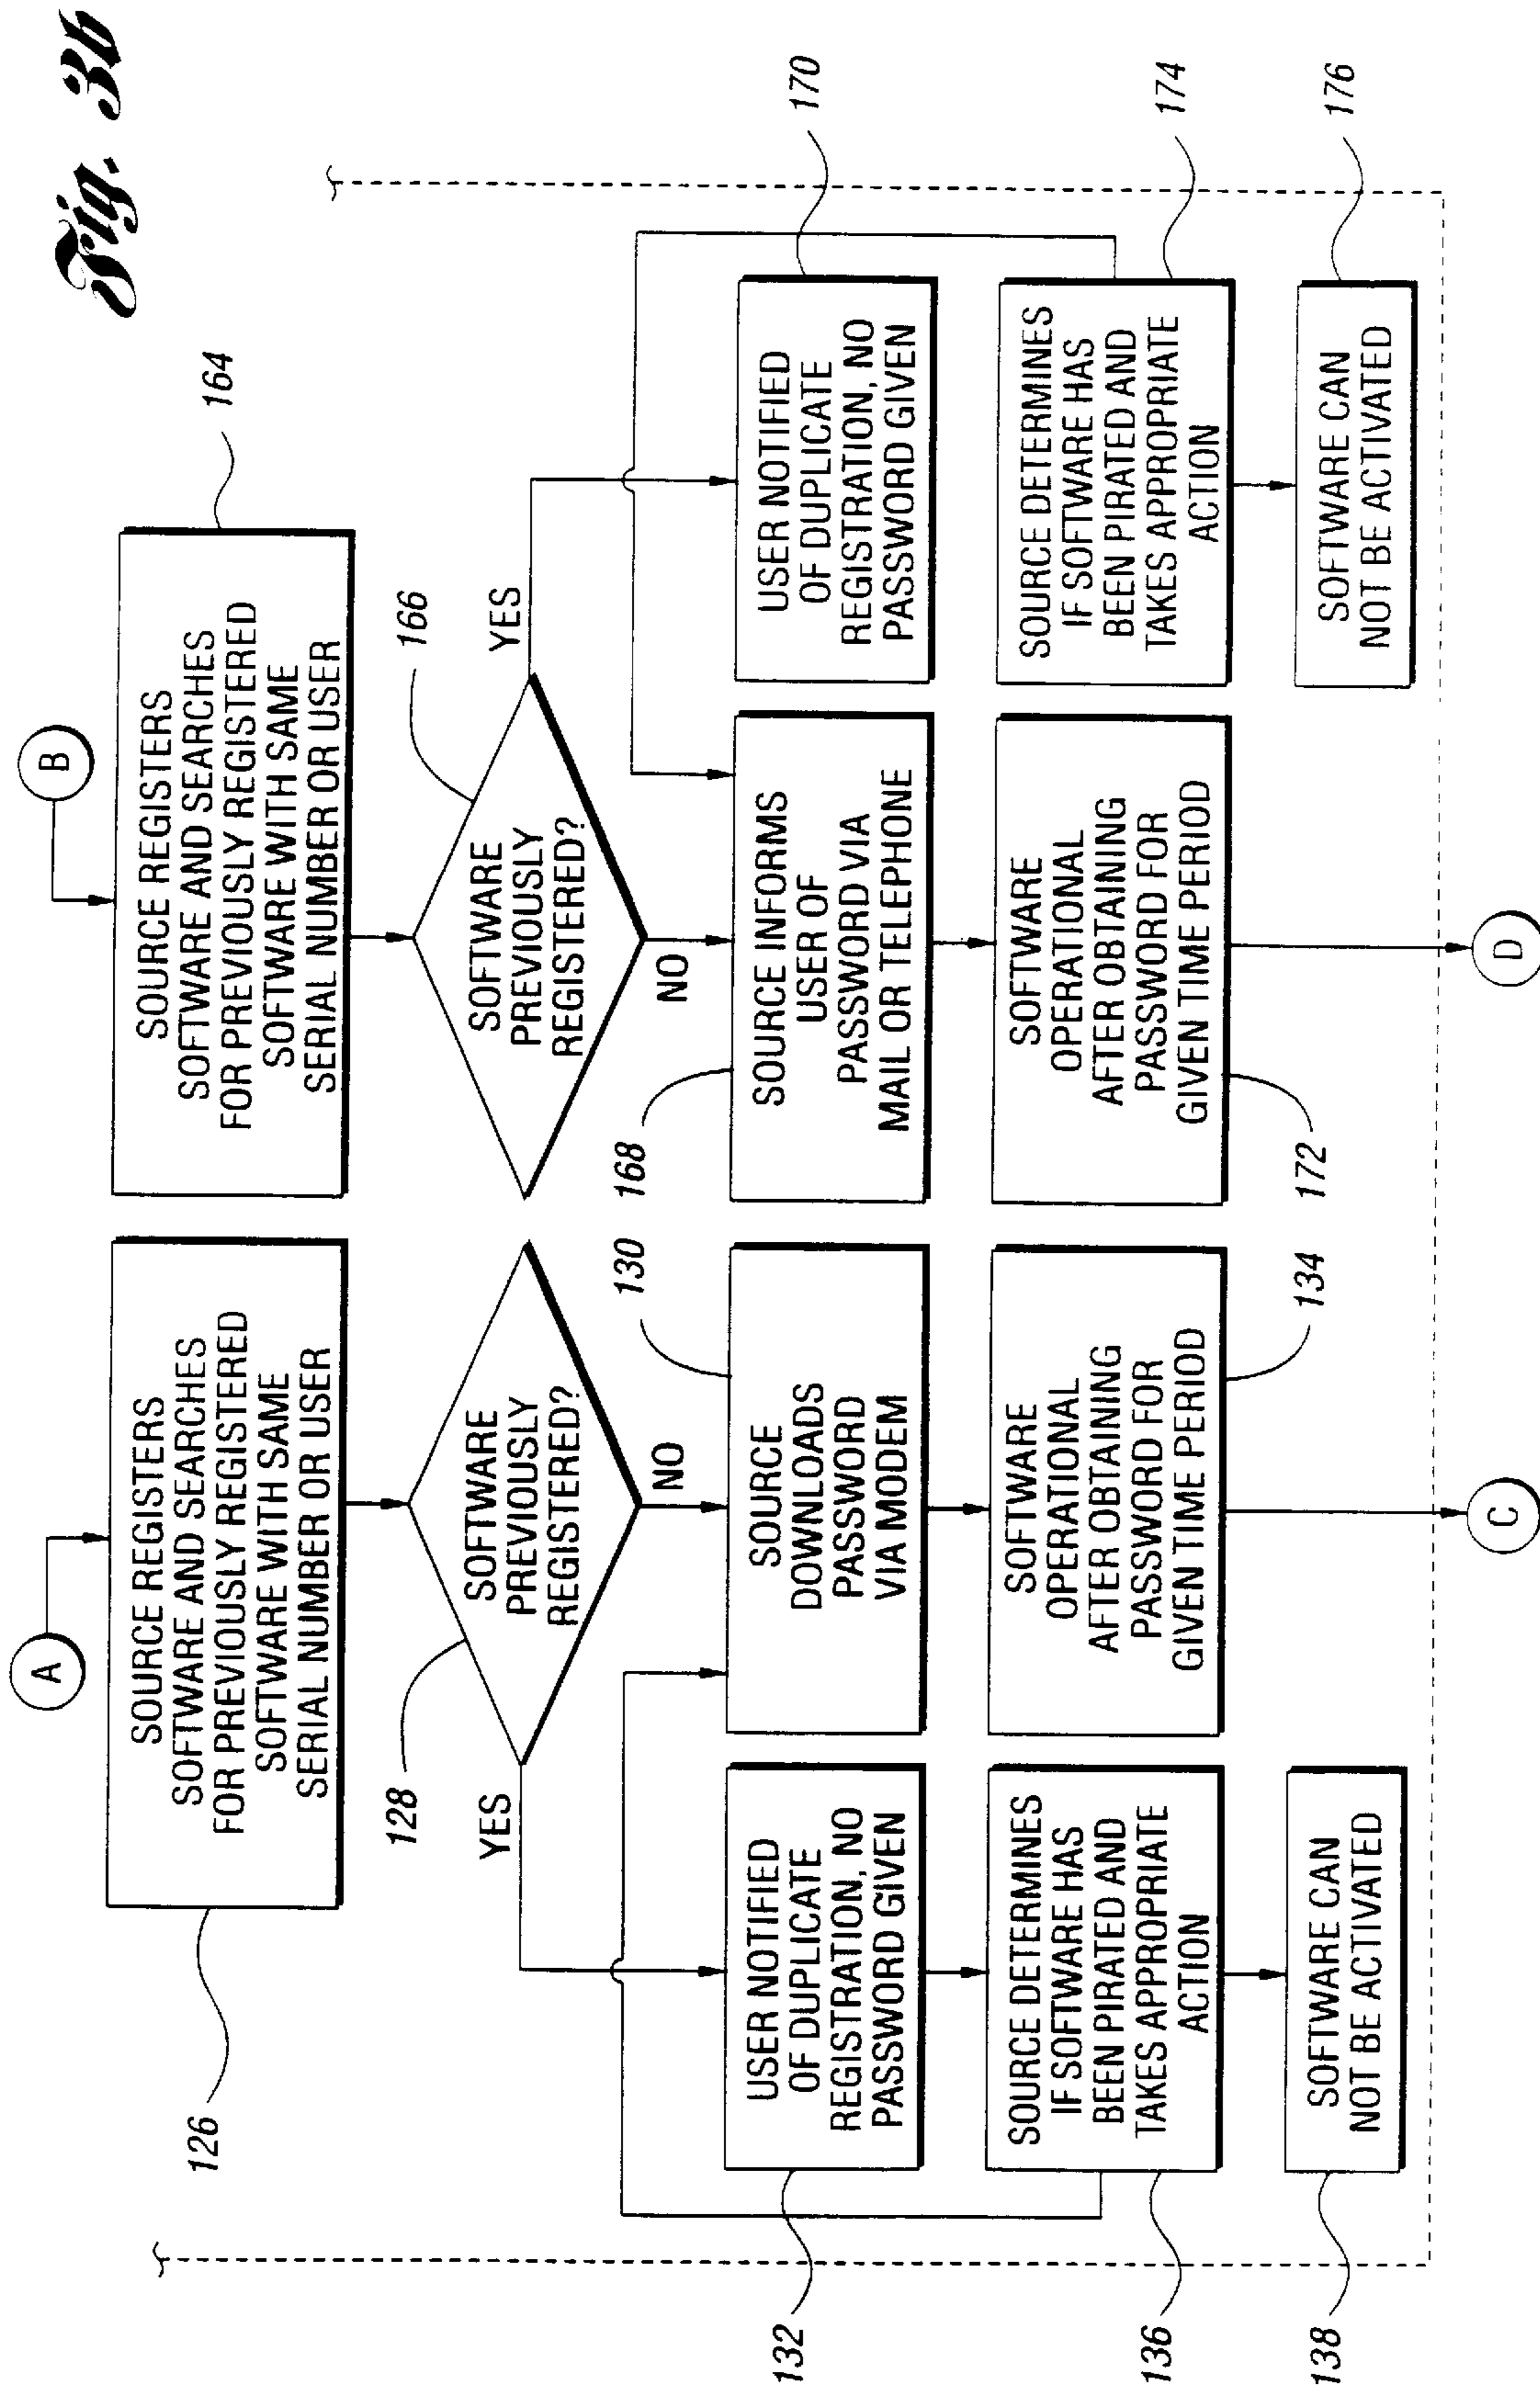 Fig. 3b
A
B
SOURCE REGISTERS
SOFTWARE AND SEARCHES
FOR PREVIOUSLY REGISTERED
SOFTWARE WITH SAME
SERIAL NUMBER OR USER
126
SOURCE REGISTERS
SOFTWARE AND SEARCHES
FOR PREVIOUSLY REGISTERED
SOFTWARE WITH SAME
SERIAL NUMBER OR USER
164
128
SOFTWARE
PREVIOUSLY
REGISTERED?
YES
NO
166
SOFTWARE
PREVIOUSLY
REGISTERED?
NO
YES
132
USER NOTIFIED
OF DUPLICATE
REGISTRATION, NO
PASSWORD GIVEN
130
SOURCE
DOWNLOADS
PASSWORD
VIA MODEM
168
SOURCE INFORMS
USER OF
PASSWORD VIA
MAIL OR TELEPHONE
170
USER NOTIFIED
OF DUPLICATE
REGISTRATION, NO
PASSWORD GIVEN
136
SOURCE DETERMINES
IF SOFTWARE HAS
BEEN PIRATED AND
TAKES APPROPRIATE
ACTION
134
SOFTWARE
OPERATIONAL
AFTER OBTAINING
PASSWORD FOR
GIVEN TIME PERIOD
172
SOFTWARE
OPERATIONAL
AFTER OBTAINING
PASSWORD FOR
GIVEN TIME PERIOD
174
SOURCE DETERMINES
IF SOFTWARE HAS
BEEN PIRATED AND
TAKES APPROPRIATE
ACTION
138
SOFTWARE CAN
NOT BE ACTIVATED
176
SOFTWARE CAN
NOT BE ACTIVATED
C
D